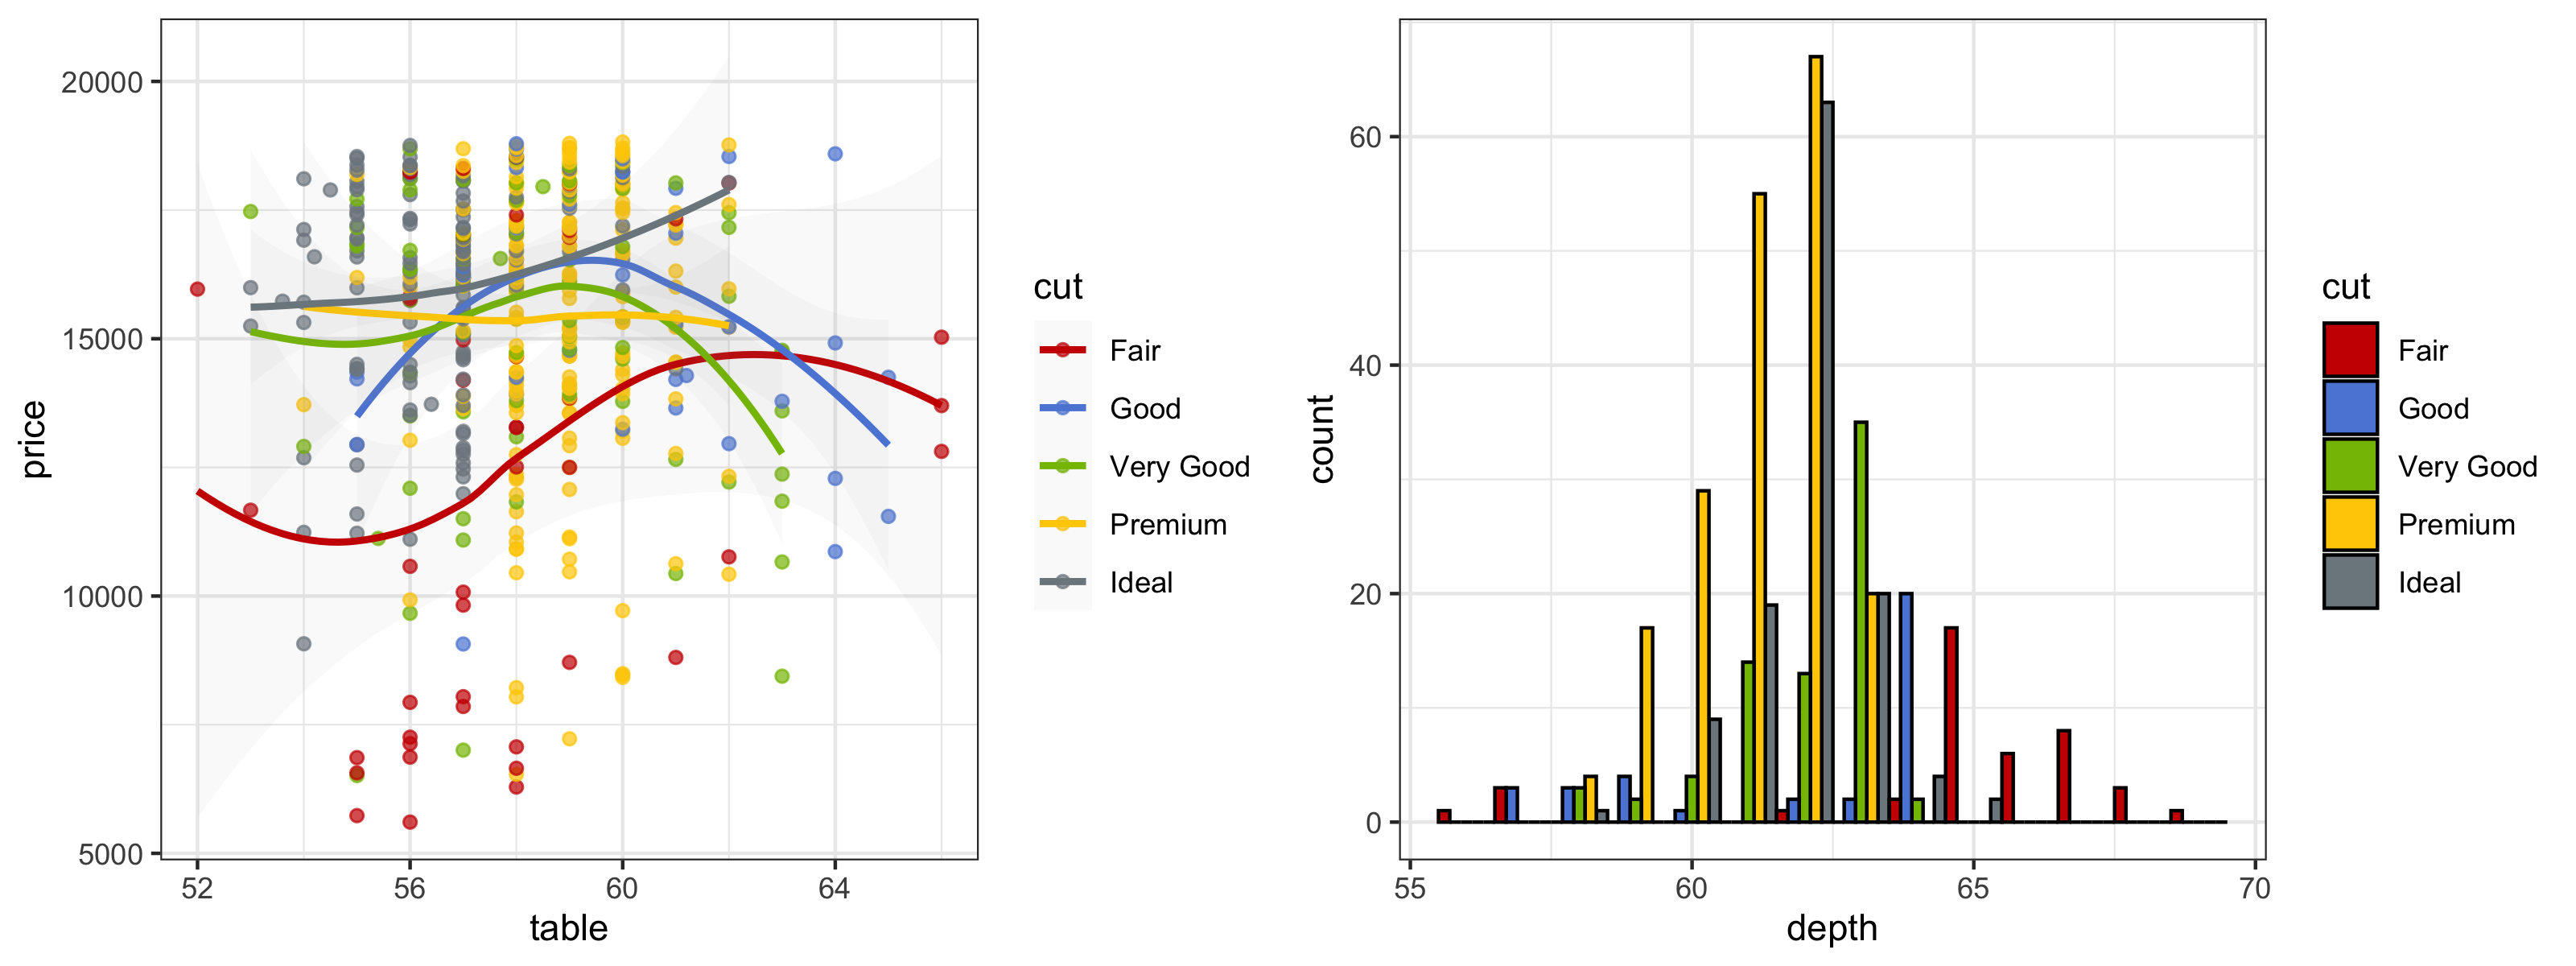 price
20000
15000
10000
5000
52 56 60 64
table
cut
Fair
Good
Very Good
Premium
Ideal
count
60
40
20
0
55 60 65 70
depth
cut
Fair
Good
Very Good
Premium
Ideal